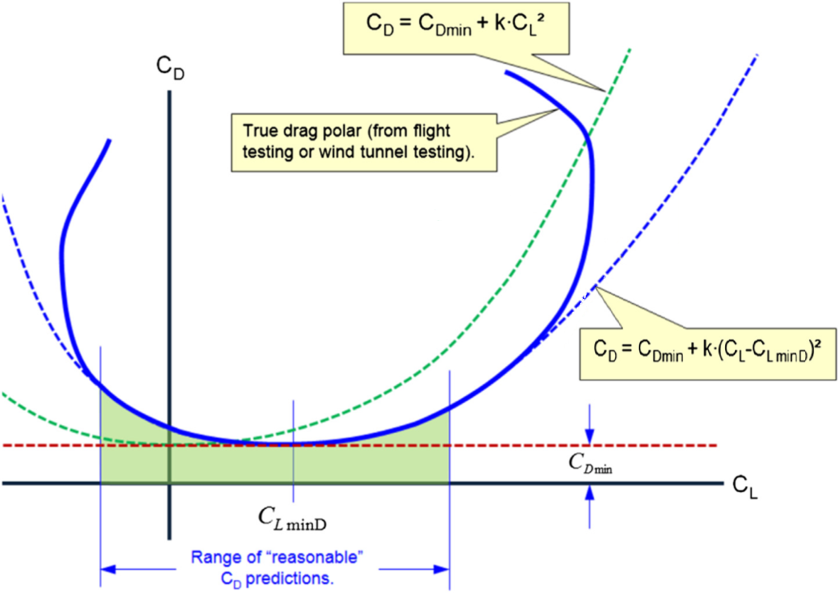 C_D = C_Dmin + k·C_L²
C_D
True drag polar (from flight
testing or wind tunnel testing).
C_D = C_Dmin + k·(C_L-C_L minD)²
C_Dmin
C_L
C_L minD
Range of “reasonable”
C_D predictions.